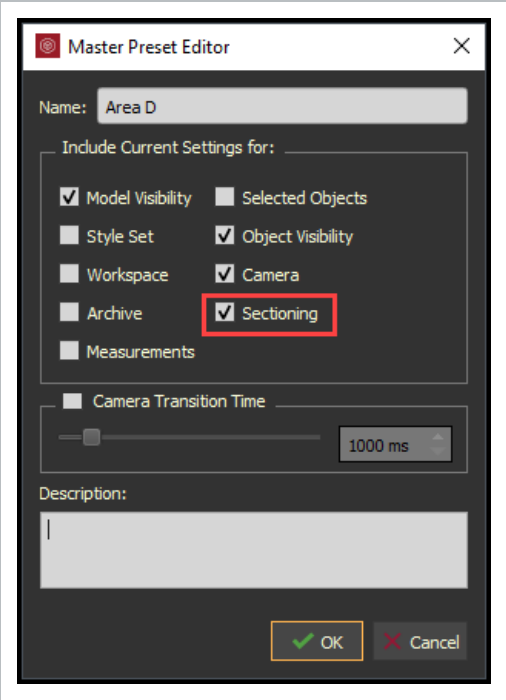 Master Preset Editor
Name: Area D
Include Current Settings for:
Model Visibility Selected Objects
Style Set Object Visibility
Workspace Camera
Archive Sectioning
Measurements
Camera Transition Time
1000 ms
Description:
OK Cancel